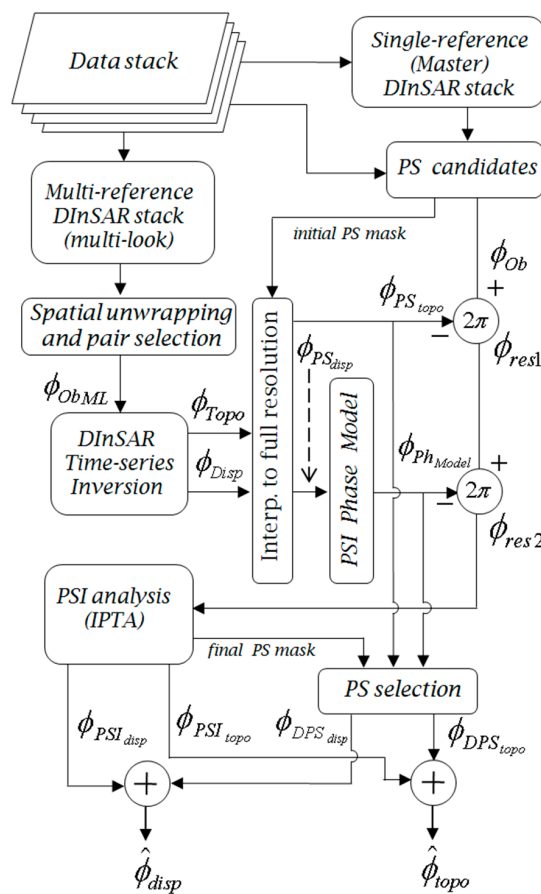 Data stack
Single-reference
(Master)
DInSAR stack
PS candidates
Multi-reference
DInSAR stack
(multi-look)
initial PS mask
ϕ_Ob
+
Spatial unwrapping
and pair selection
ϕ_PS_topo
−
2π
ϕ_res1
ϕ_PS_disp
ϕ_ObML
ϕ_Topo
Interp. to full resolution
PSI Phase Model
DInSAR
Time-series
Inversion
ϕ_Disp
ϕ_Ph_Model
+
−
2π
ϕ_res2
PSI analysis
(IPTA)
final PS mask
PS selection
ϕ_PSI_disp
ϕ_PSI_topo
ϕ_DPS_disp
ϕ_DPS_topo
+
+
ϕ̂_disp
ϕ̂_topo